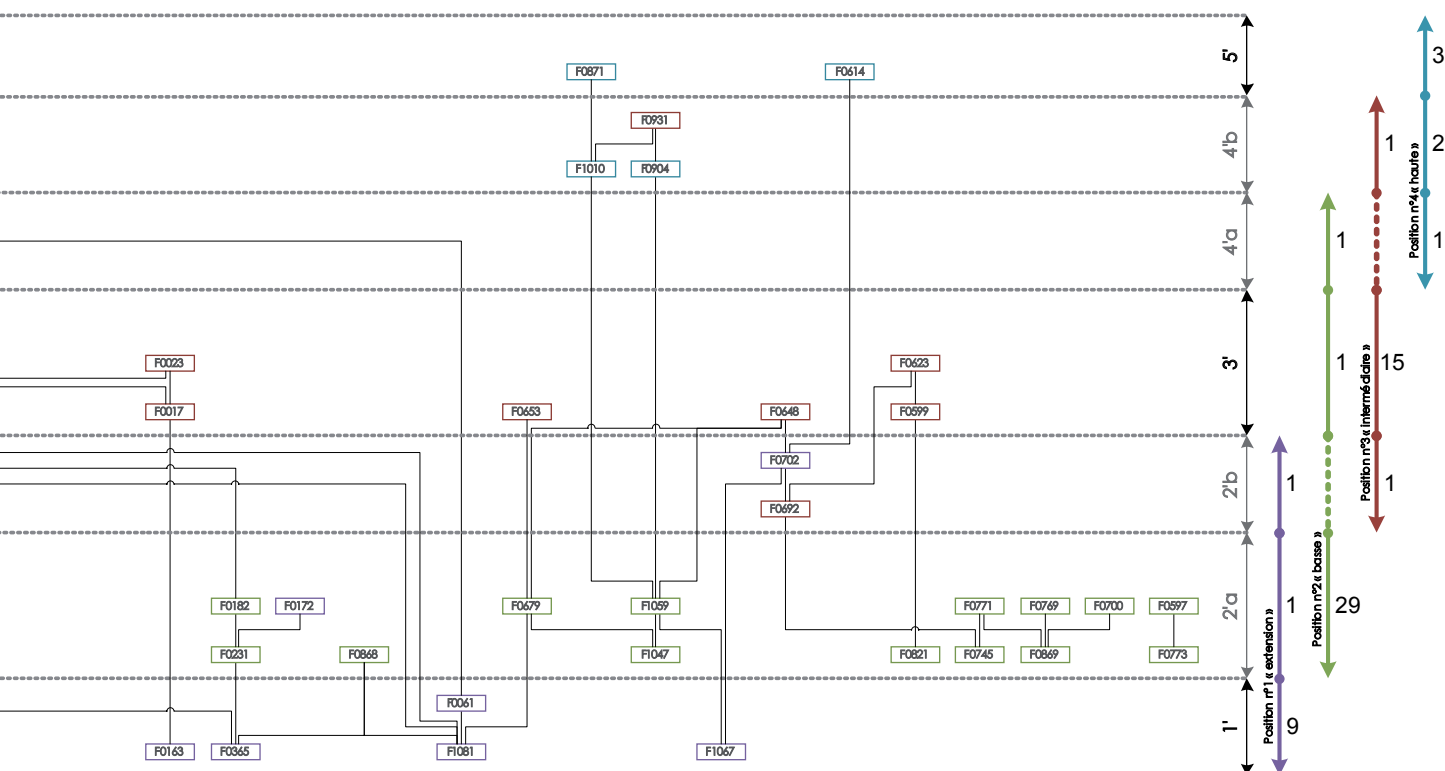 5'
3
F0871
F0614
F0931
4'b
1
Position n°4 « haute »
2
F1010
F0904
4'a
1
1
F0023
F0623
3'
1
Position n°3 « intermédiaire »
15
F0017
F0653
F0648
F0599
F0702
2'b
1
1
F0692
F0182
F0172
F0679
F1059
F0771
F0769
F0700
F0597
2'a
1
Position n°2 « basse »
29
F0231
F0868
F1047
F0821
F0745
F0869
F0773
F0061
Position n°1 « extension »
1'
9
F0163
F0365
F1081
F1067